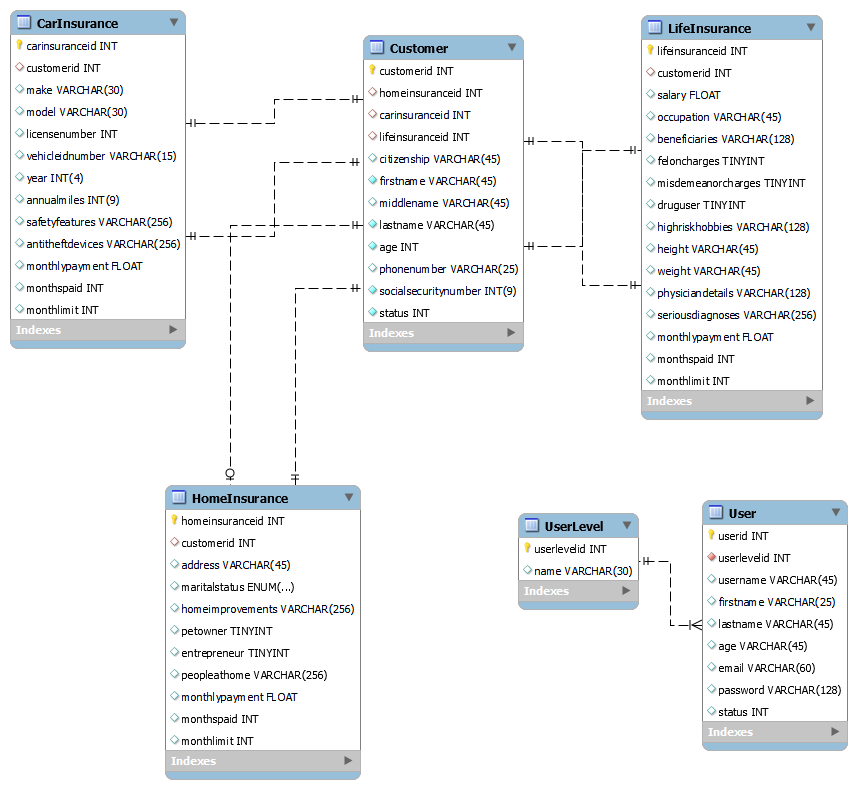 CarInsurance
carinsuranceid INT
customerid INT
make VARCHAR(30)
model VARCHAR(30)
licensenumber INT
vehicleidnumber VARCHAR(15)
year INT(4)
annualmiles INT(9)
safetyfeatures VARCHAR(256)
antitheftdevices VARCHAR(256)
monthlypayment FLOAT
monthspaid INT
monthlimit INT
Indexes
Customer
customerid INT
homeinsuranceid INT
carinsuranceid INT
lifeinsuranceid INT
citizenship VARCHAR(45)
firstname VARCHAR(45)
middlename VARCHAR(45)
lastname VARCHAR(45)
age INT
phonenumber VARCHAR(25)
socialsecuritynumber INT(9)
status INT
Indexes
LifeInsurance
lifeinsuranceid INT
customerid INT
salary FLOAT
occupation VARCHAR(45)
beneficiaries VARCHAR(128)
feloncharges TINYINT
misdemeanorcharges TINYINT
druguser TINYINT
highriskhobbies VARCHAR(128)
height VARCHAR(45)
weight VARCHAR(45)
physiciandetails VARCHAR(128)
seriousdiagnoses VARCHAR(256)
monthlypayment FLOAT
monthspaid INT
monthlimit INT
Indexes
HomeInsurance
homeinsuranceid INT
customerid INT
address VARCHAR(45)
maritalstatus ENUM(...)
homeimprovements VARCHAR(256)
petowner TINYINT
entrepreneur TINYINT
peopleathome VARCHAR(256)
monthlypayment FLOAT
monthspaid INT
monthlimit INT
Indexes
UserLevel
userlevelid INT
name VARCHAR(30)
Indexes
User
userid INT
userlevelid INT
username VARCHAR(45)
firstname VARCHAR(25)
lastname VARCHAR(45)
age VARCHAR(45)
email VARCHAR(60)
password VARCHAR(128)
status INT
Indexes